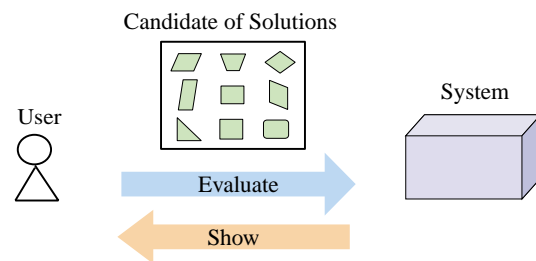 Candidate of Solutions
User
System
Evaluate
Show